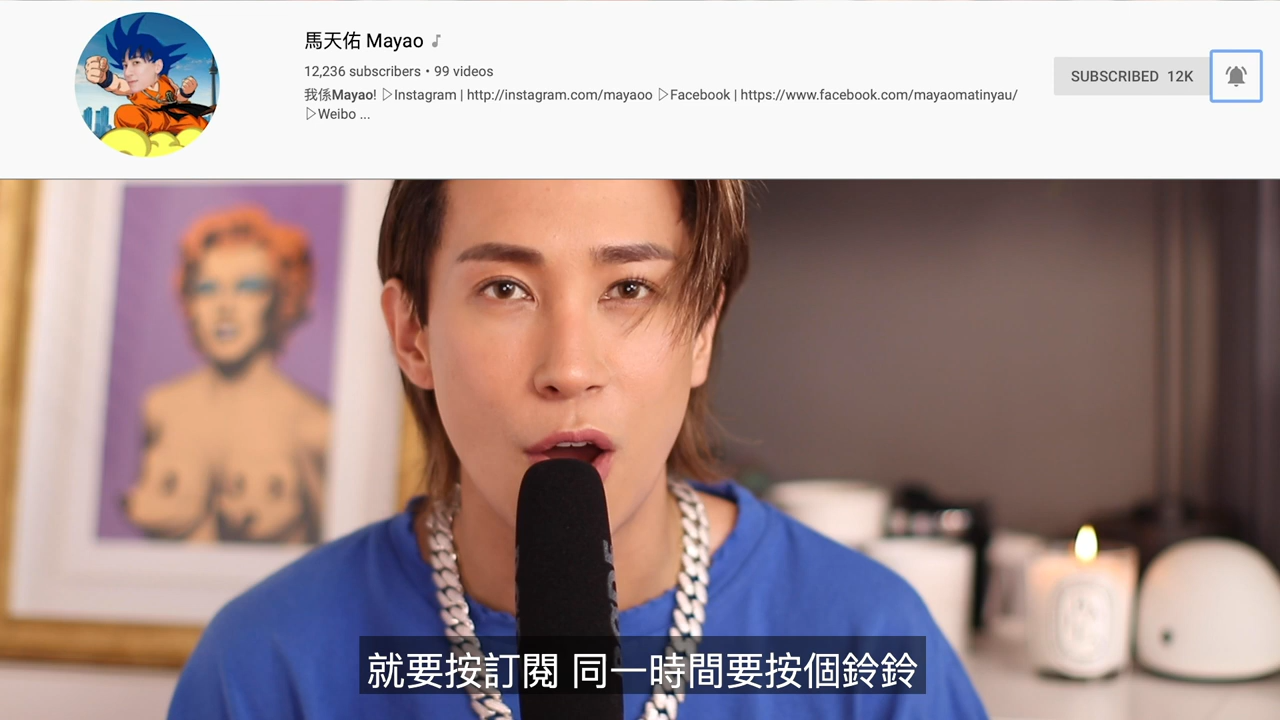 馬天佑 Mayao
12,236 subscribers • 99 videos
我係Mayao! ▷Instagram | http://instagram.com/mayaoo ▷Facebook | https://www.facebook.com/mayaomatinyau/
▷Weibo ...
SUBSCRIBED 12K
就要按訂閱 同一時間要按個鈴鈴